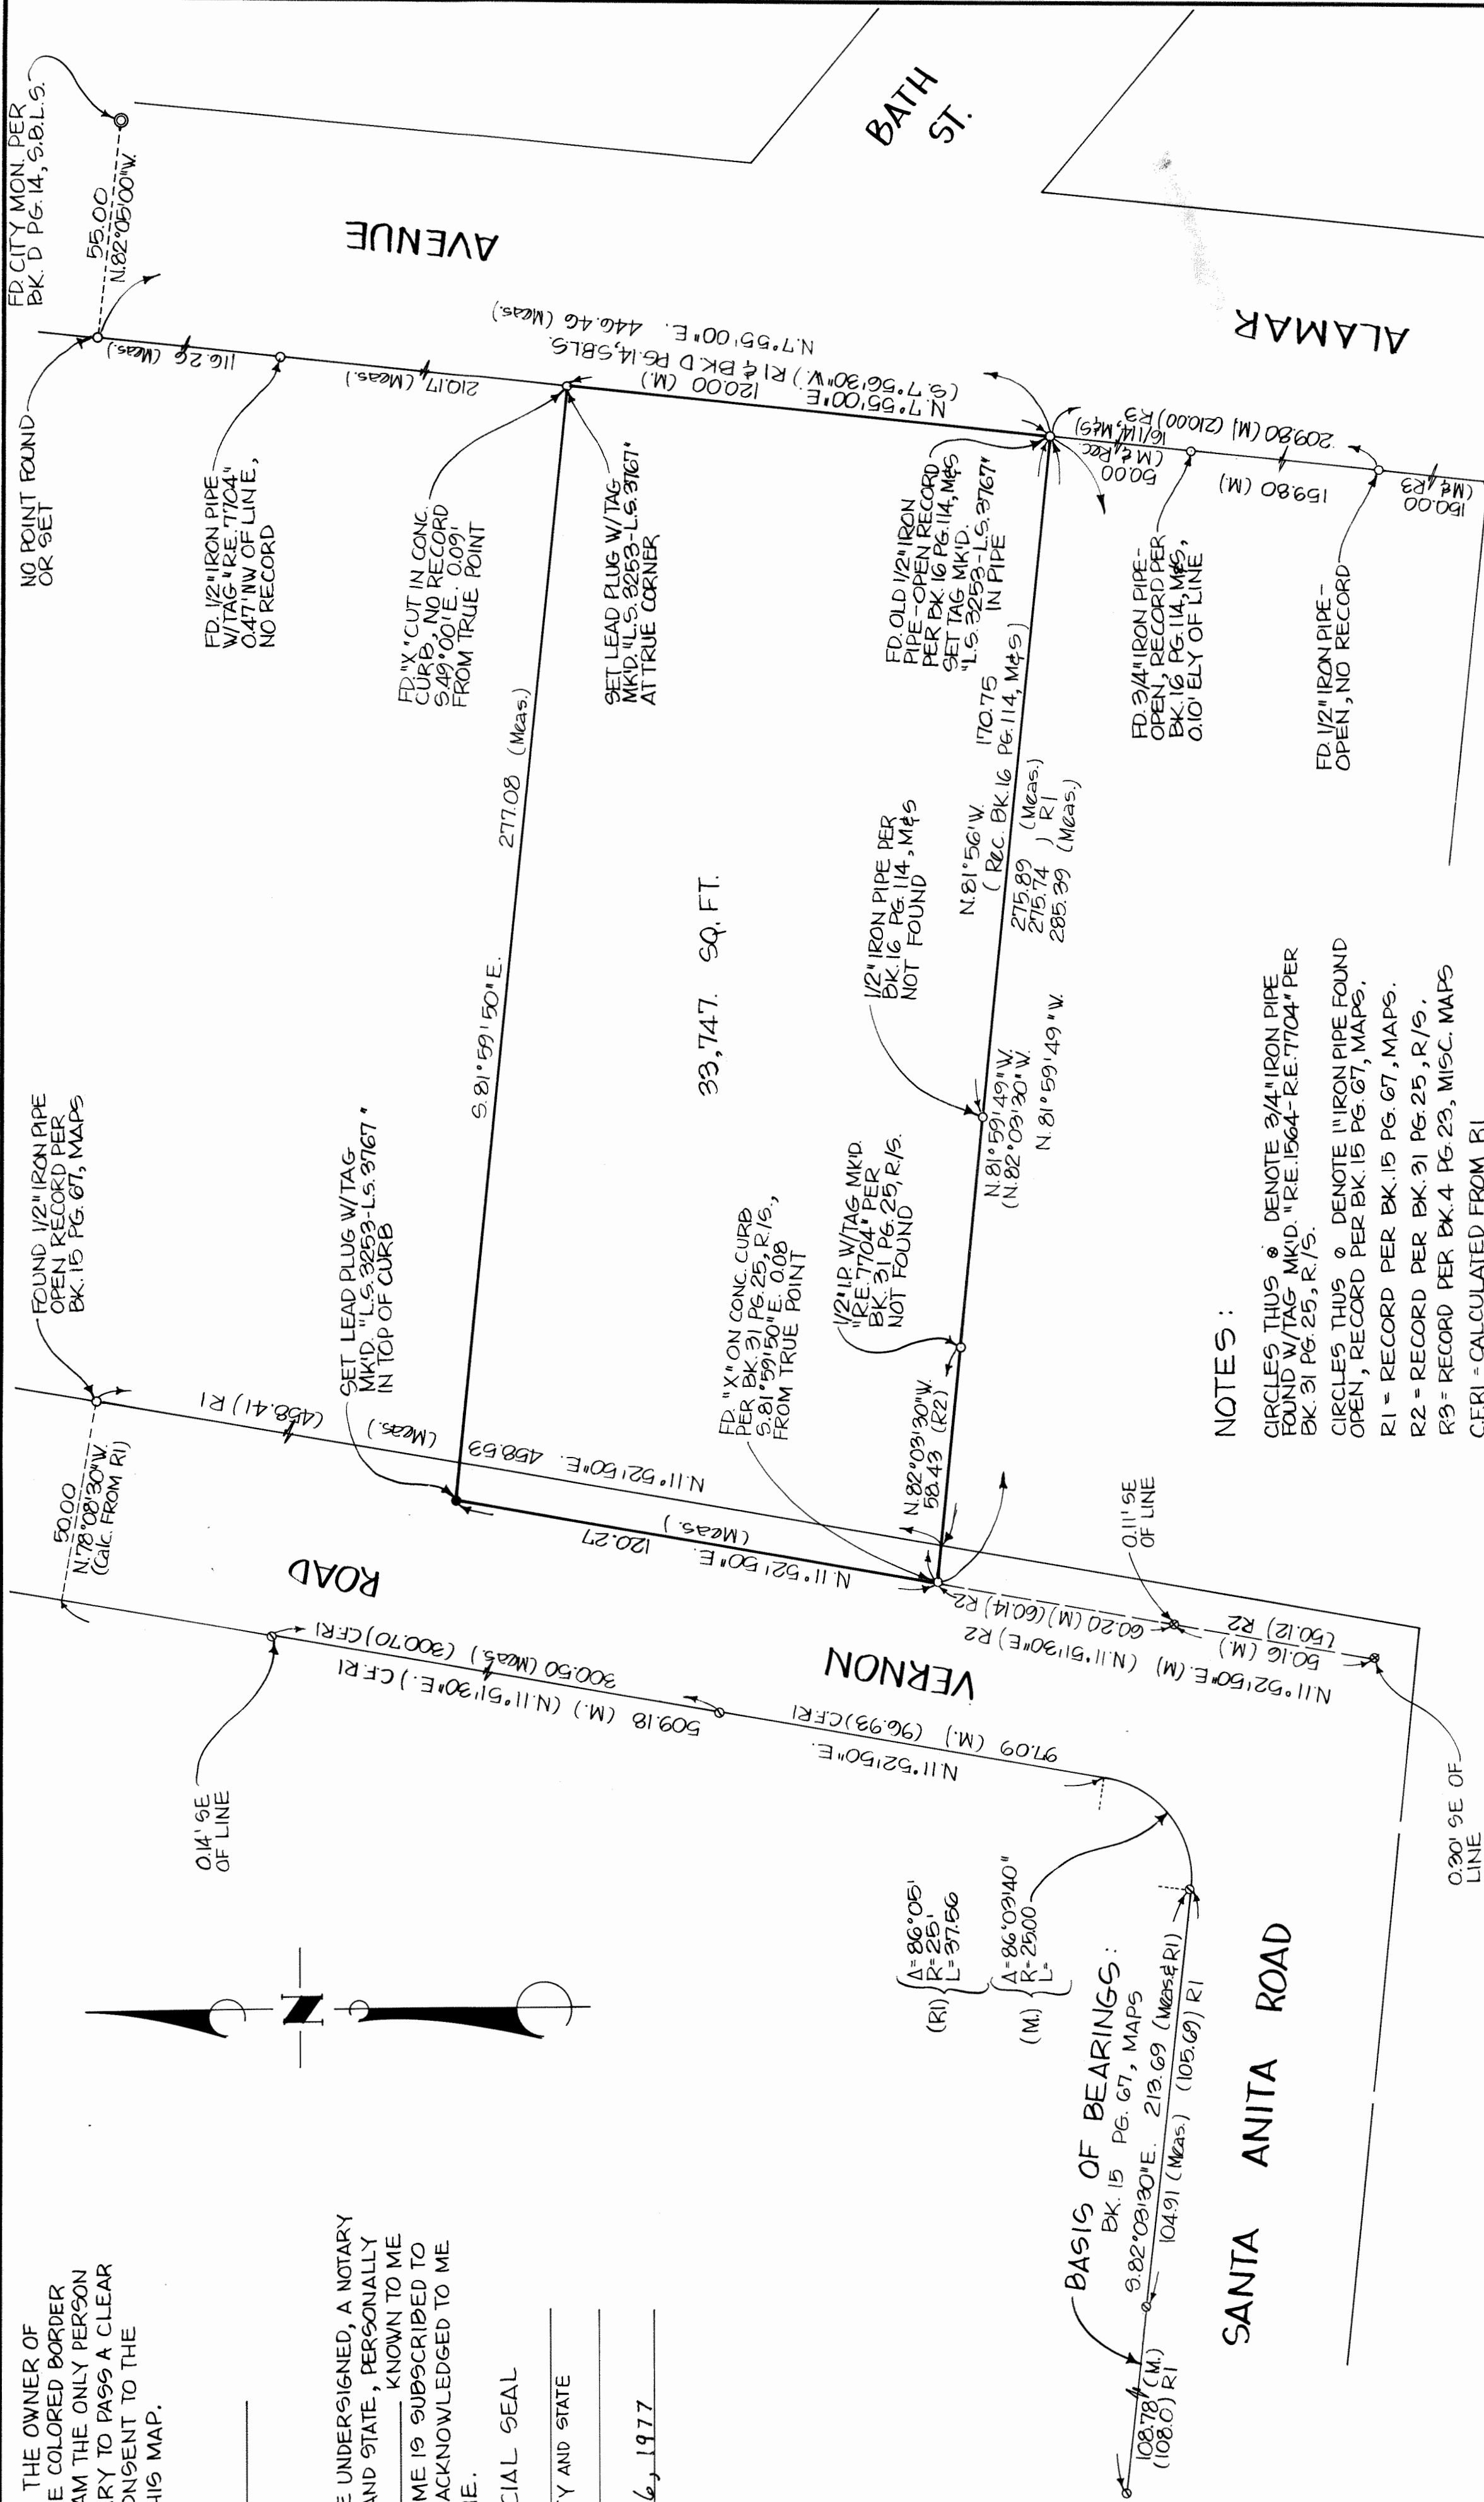 THE OWNER OF
E COLORED BORDER
AM THE ONLY PERSON
RY TO PASS A CLEAR
ONSENT TO THE
HIS MAP.
E UNDERSIGNED, A NOTARY
AND STATE, PERSONALLY
KNOWN TO ME
ME IS SUBSCRIBED TO
ACKNOWLEDGED TO ME
E.
CIAL SEAL
Y AND STATE
6, 1977
0.14' SE
OF LINE
50.00
N.78°08'30"W.
(Calc. FROM R1)
FOUND 1/2" IRON PIPE
OPEN RECORD PER
BK. 15 PG. 67, MAPS
NO POINT FOUND
OR SET
FD. CITY MON. PER
BK. D PG. 14, S.B.L.S.
55.00
N.82°05'00"W.
ROAD
VERNON
300.50 (Meas.) (300.70) C.F.R1
509.18 (M.) (N.11°51'30"E.) C.F.R1
97.09 (M.) (96.93) C.F.R1
N.11°52'50"E.
(458.41) R1
N.11°52'50"E. 458.53 (Meas.)
N.11°52'50"E. 120.27 (Meas.)
SET LEAD PLUG W/TAG
MK'D. "L.S. 3253-L.S. 3767"
IN TOP OF CURB
S.81°59'50"E. 277.08 (Meas.)
FD. 1/2" IRON PIPE
W/TAG "R.E. 7704"
0.47' NW OF LINE,
NO RECORD
FD. "X" CUT IN CONC.
CURB, NO RECORD
S.49°00'E. 0.09'
FROM TRUE POINT
SET LEAD PLUG W/TAG
MK'D. "L.S. 3253-L.S. 3767"
AT TRUE CORNER
116.26 (Meas.)
210.17 (Meas.)
AVENUE
N.7°55'00"E. 446.46 (Meas.)
(S.7°56'30"W.) R1 & BK. D PG. 14, S.B.L.S.
N.7°55'00"E 120.00 (M.)
BATH
ST.
ALAMAR
33,747. SQ. FT.
FD. "X" ON CONC. CURB
PER BK. 31 PG. 25, R/S.,
S.81°59'50"E. 0.08
FROM TRUE POINT
1/2" I.P. W/TAG MK'D.
"R.E. 7704" PER
BK. 31 PG. 25, R/S.
NOT FOUND
1/2" IRON PIPE PER
BK. 16 PG. 114, M&S
NOT FOUND
FD. OLD 1/2" IRON
PIPE-OPEN RECORD
PER BK. 16 PG. 114, M&S
SET TAG MK'D.
"L.S. 3253-L.S. 3767"
IN PIPE
N.82°03'30"W.
58.43 (R2)
N.81°56'W. 170.75
(Rec. BK. 16 PG. 114, M&S)
N.81°59'49"W. 275.89 (Meas.)
(N.82°03'30"W. 275.74 ) R1
N.81°59'49"W. 285.39 (Meas.)
50.00
(M & Rec.
16/114, M&S)
209.80 (M) (210.00) R3
159.80 (M.)
150.00
(M & R3
FD. 3/4" IRON PIPE-
OPEN, RECORD PER
BK. 16 PG. 114, M&S,
0.10' ELY OF LINE
FD. 1/2" IRON PIPE-
OPEN, NO RECORD
0.11' SE
OF LINE
60.20 (M) (60.14) R2
N.11°52'50"E. (M) (N.11°51'30"E) R2
50.16 (M.)
(50.12) R2
0.30' SE OF
LINE
(R1)
Δ=86°05'
R=25'
L=37.56
(M.)
Δ=86°03'40"
R=25.00
L=
BASIS OF BEARINGS:
BK. 15 PG. 67, MAPS
S.82°03'30"E. 213.69 (Meas.& R1)
104.91 (Meas.) (105.69) R1
108.78' (M.)
(108.0) R1
SANTA ANITA ROAD
NOTES:
CIRCLES THUS DENOTE 3/4" IRON PIPE
FOUND W/TAG MK'D. "R.E. 1564-R.E. 7704" PER
BK. 31 PG. 25, R/S.
CIRCLES THUS DENOTE 1" IRON PIPE FOUND
OPEN, RECORD PER BK. 15 PG. 67, MAPS.
R1 = RECORD PER BK. 15 PG. 67, MAPS.
R2 = RECORD PER BK. 31 PG. 25, R/S.
R3 = RECORD PER BK. 4 PG. 23, MISC. MAPS
C.F.R1 = CALCULATED FROM R1